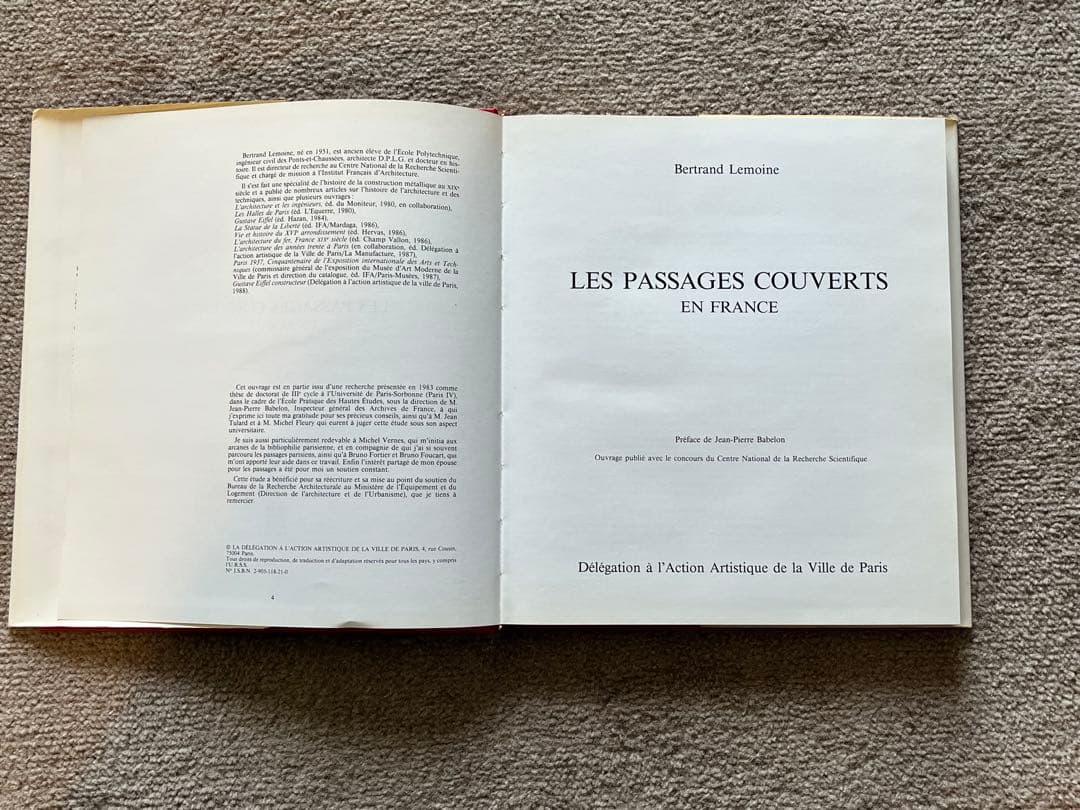 Bertrand Lemoine, né en 1951, est ancien élève de l'École Polytechnique,
ingénieur civil des Ponts-et-Chaussées, architecte D.P.L.G. et docteur en his-
toire. Il est directeur de recherche au Centre National de la Recherche Scienti-
fique et chargé de mission à l'Institut Français d'Architecture.
Il s'est fait une spécialité de l'histoire de la construction métallique au XIXᵉ
siècle et a publié de nombreux articles sur l'histoire de l'architecture et des
techniques, ainsi que plusieurs ouvrages :
L'architecture et les ingénieurs, éd. du Moniteur, 1980, en collaboration),
Les Halles de Paris (éd. L'Équerre, 1980),
Gustave Eiffel (éd. Hazan, 1984),
La Statue de la Liberté (éd. IFA/Mardaga, 1986),
Vie et histoire du XVIᵉ arrondissement (éd. Hervas, 1986),
L'architecture du fer, France XIXᵉ siècle (éd. Champ Vallon, 1986),
L'architecture des années trente à Paris (en collaboration, éd. Délégation à
l'action artistique de la Ville de Paris/La Manufacture, 1987),
Paris 1937, Cinquantenaire de l'Exposition internationale des Arts et Tech-
niques (commissaire général de l'exposition du Musée d'Art Moderne de la
Ville de Paris et direction du catalogue, éd. IFA/Paris-Musées, 1987),
Gustave Eiffel constructeur (Délégation à l'action artistique de la ville de Paris,
1988).
Cet ouvrage est en partie issu d'une recherche présentée en 1983 comme
thèse de doctorat de IIIᵉ cycle à l'Université de Paris-Sorbonne (Paris IV),
dans le cadre de l'École Pratique des Hautes Études, sous la direction de M.
Jean-Pierre Babelon, Inspecteur général des Archives de France, à qui
j'exprime ici toute ma gratitude pour ses précieux conseils, ainsi qu'à M. Jean
Tulard et à M. Michel Fleury qui eurent à juger cette étude sous son aspect
universitaire.
Je suis aussi particulièrement redevable à Michel Vernes, qui m'initia aux
arcanes de la bibliophilie parisienne, et en compagnie de qui j'ai si souvent
parcouru les passages parisiens, ainsi qu'à Bruno Fortier et Bruno Foucart, qui
m'ont apporté leur aide dans ce travail. Enfin l'intérêt partagé de mon épouse
pour les passages a été pour moi un soutien constant.
Cette étude a bénéficié pour sa réécriture et sa mise au point du soutien du
Bureau de la Recherche Architecturale au Ministère de l'Équipement et du
Logement (Direction de l'architecture et de l'Urbanisme), que je tiens à
remercier.
© LA DÉLÉGATION À L'ACTION ARTISTIQUE DE LA VILLE DE PARIS, 4, rue Cousin,
75004 Paris.
Tous droits de reproduction, de traduction et d'adaptation réservés pour tous les pays, y compris
l'U.R.S.S.
N° I.S.B.N. 2-905-118-21-0
4
Bertrand Lemoine
LES PASSAGES COUVERTS
EN FRANCE
Préface de Jean-Pierre Babelon
Ouvrage publié avec le concours du Centre National de la Recherche Scientifique
Délégation à l'Action Artistique de la Ville de Paris